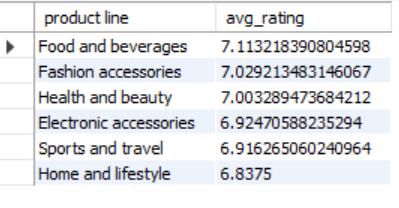 product line avg_rating
Food and beverages 7.113218390804598
Fashion accessories 7.029213483146067
Health and beauty 7.003289473684212
Electronic accessories 6.92470588235294
Sports and travel 6.916265060240964
Home and lifestyle 6.8375